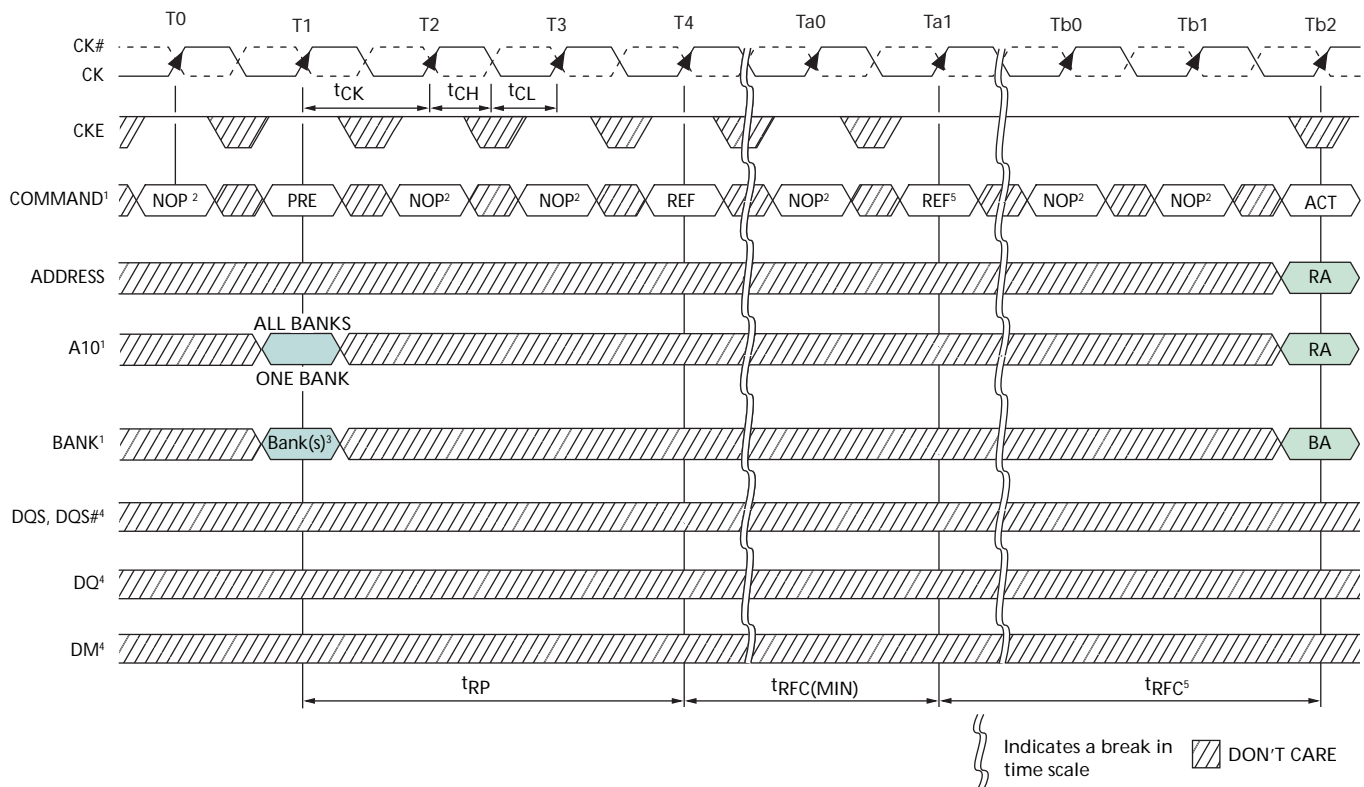 T0 T1 T2 T3 T4 Ta0 Ta1 Tb0 Tb1 Tb2
CK#
CK
tCK tCH tCL
CKE
COMMAND¹ NOP ² PRE NOP² NOP² REF NOP² REF⁵ NOP² NOP² ACT
ADDRESS RA
ALL BANKS
A10¹ RA
ONE BANK
BANK¹ Bank(s)³ BA
DQS, DQS#⁴
DQ⁴
DM⁴
tRP tRFC(MIN) tRFC⁵
Indicates a break in
time scale
DON'T CARE